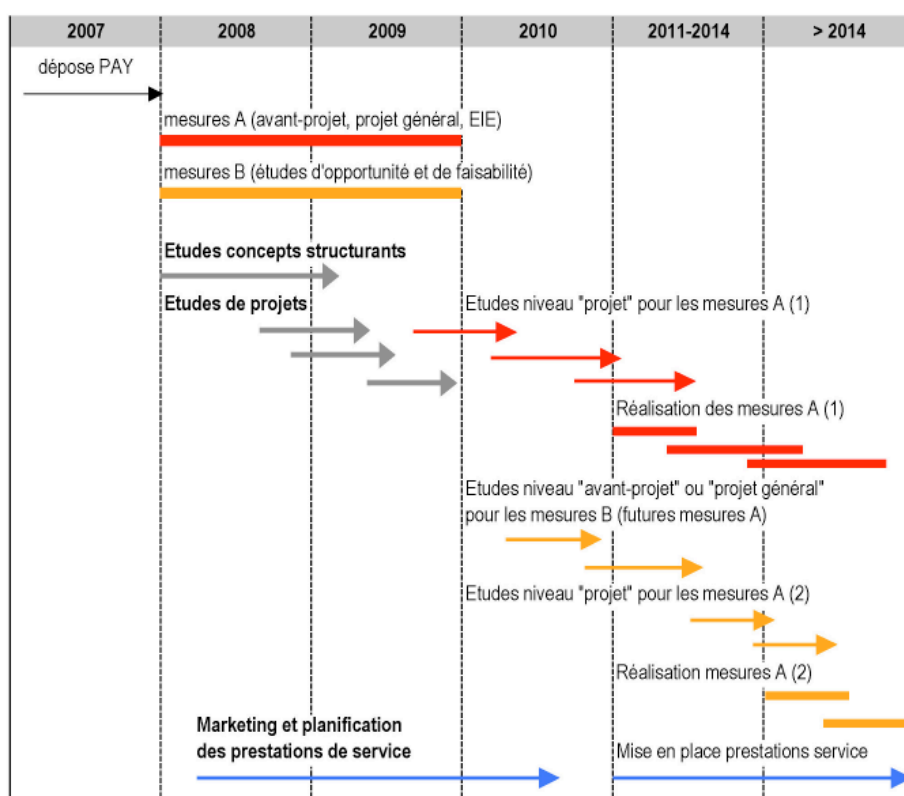 2007 2008 2009 2010 2011-2014 > 2014
dépose PAY
mesures A (avant-projet, projet général, EIE)
mesures B (études d'opportunité et de faisabilité)
Etudes concepts structurants
Etudes de projets
Etudes niveau "projet" pour les mesures A (1)
Réalisation des mesures A (1)
Etudes niveau "avant-projet" ou "projet général"
pour les mesures B (futures mesures A)
Etudes niveau "projet" pour les mesures A (2)
Réalisation mesures A (2)
Marketing et planification
des prestations de service
Mise en place prestations service